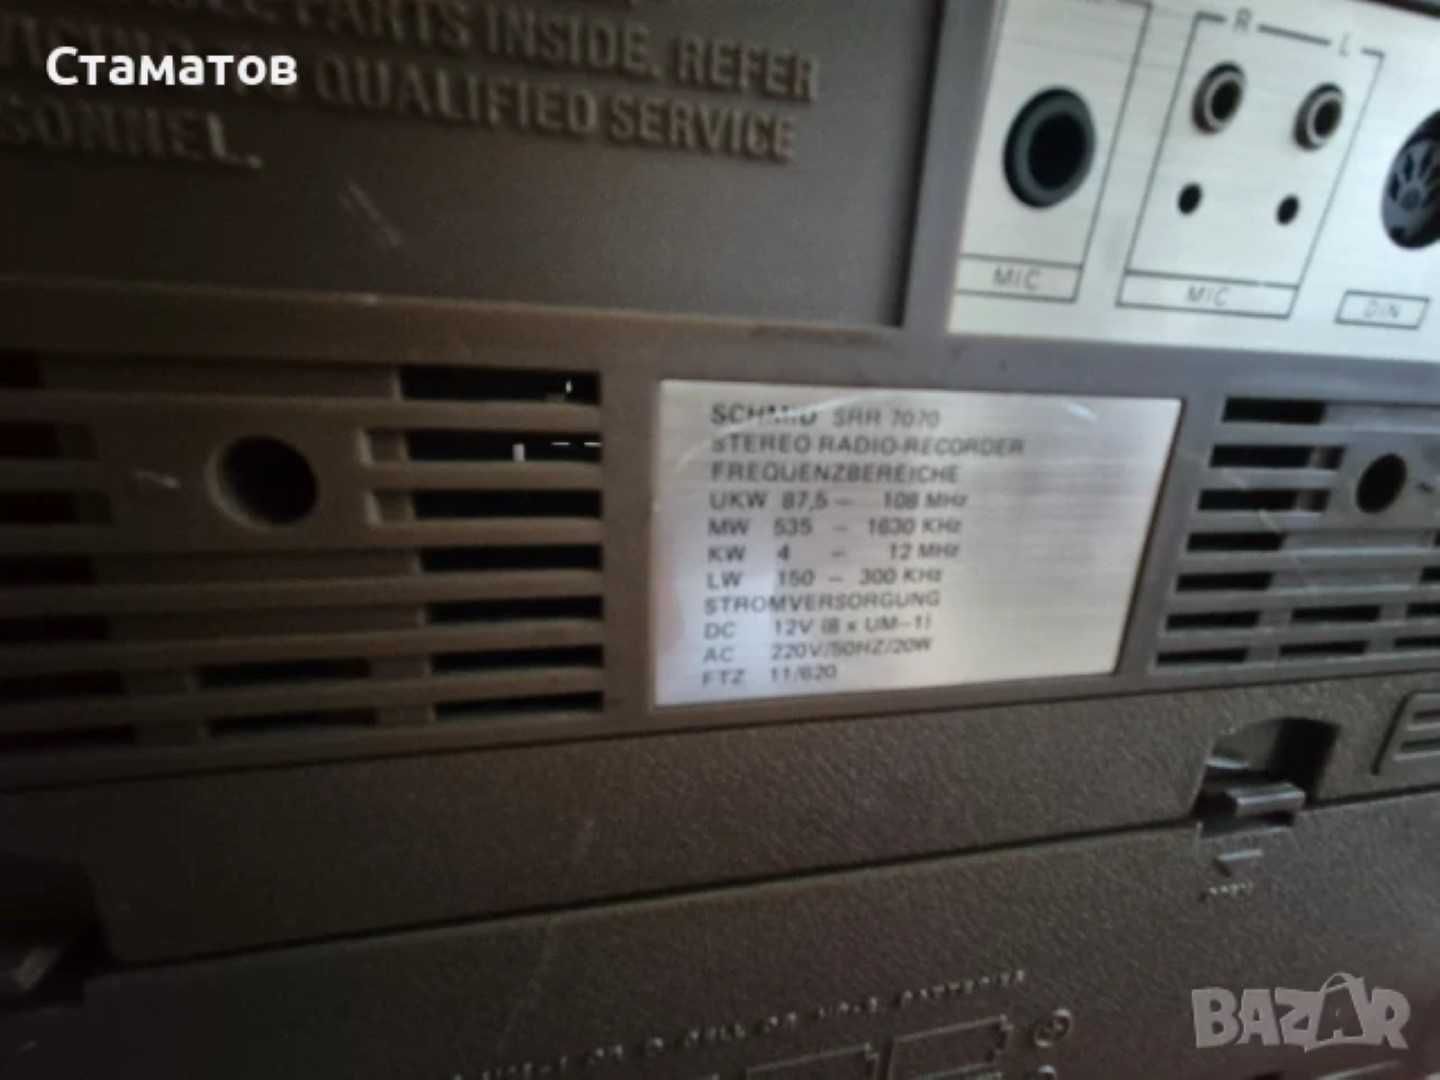 PARTS INSIDE. REFER
Стаматов
QUALIFIED SERVICE
SONNEL.
R L
MIC
MIC
DIN
SCHMID SRR 7070
STEREO RADIO-RECORDER
FREQUENZBEREICHE
UKW 87,5 – 108 MHz
MW 535 – 1630 KHz
KW 4 – 12 MHz
LW 150 – 300 KHz
STROMVERSORGUNG
DC 12V (8 x UM-1)
AC 220V/50HZ/20W
FTZ 11/620
BATTERIES
BAZAR